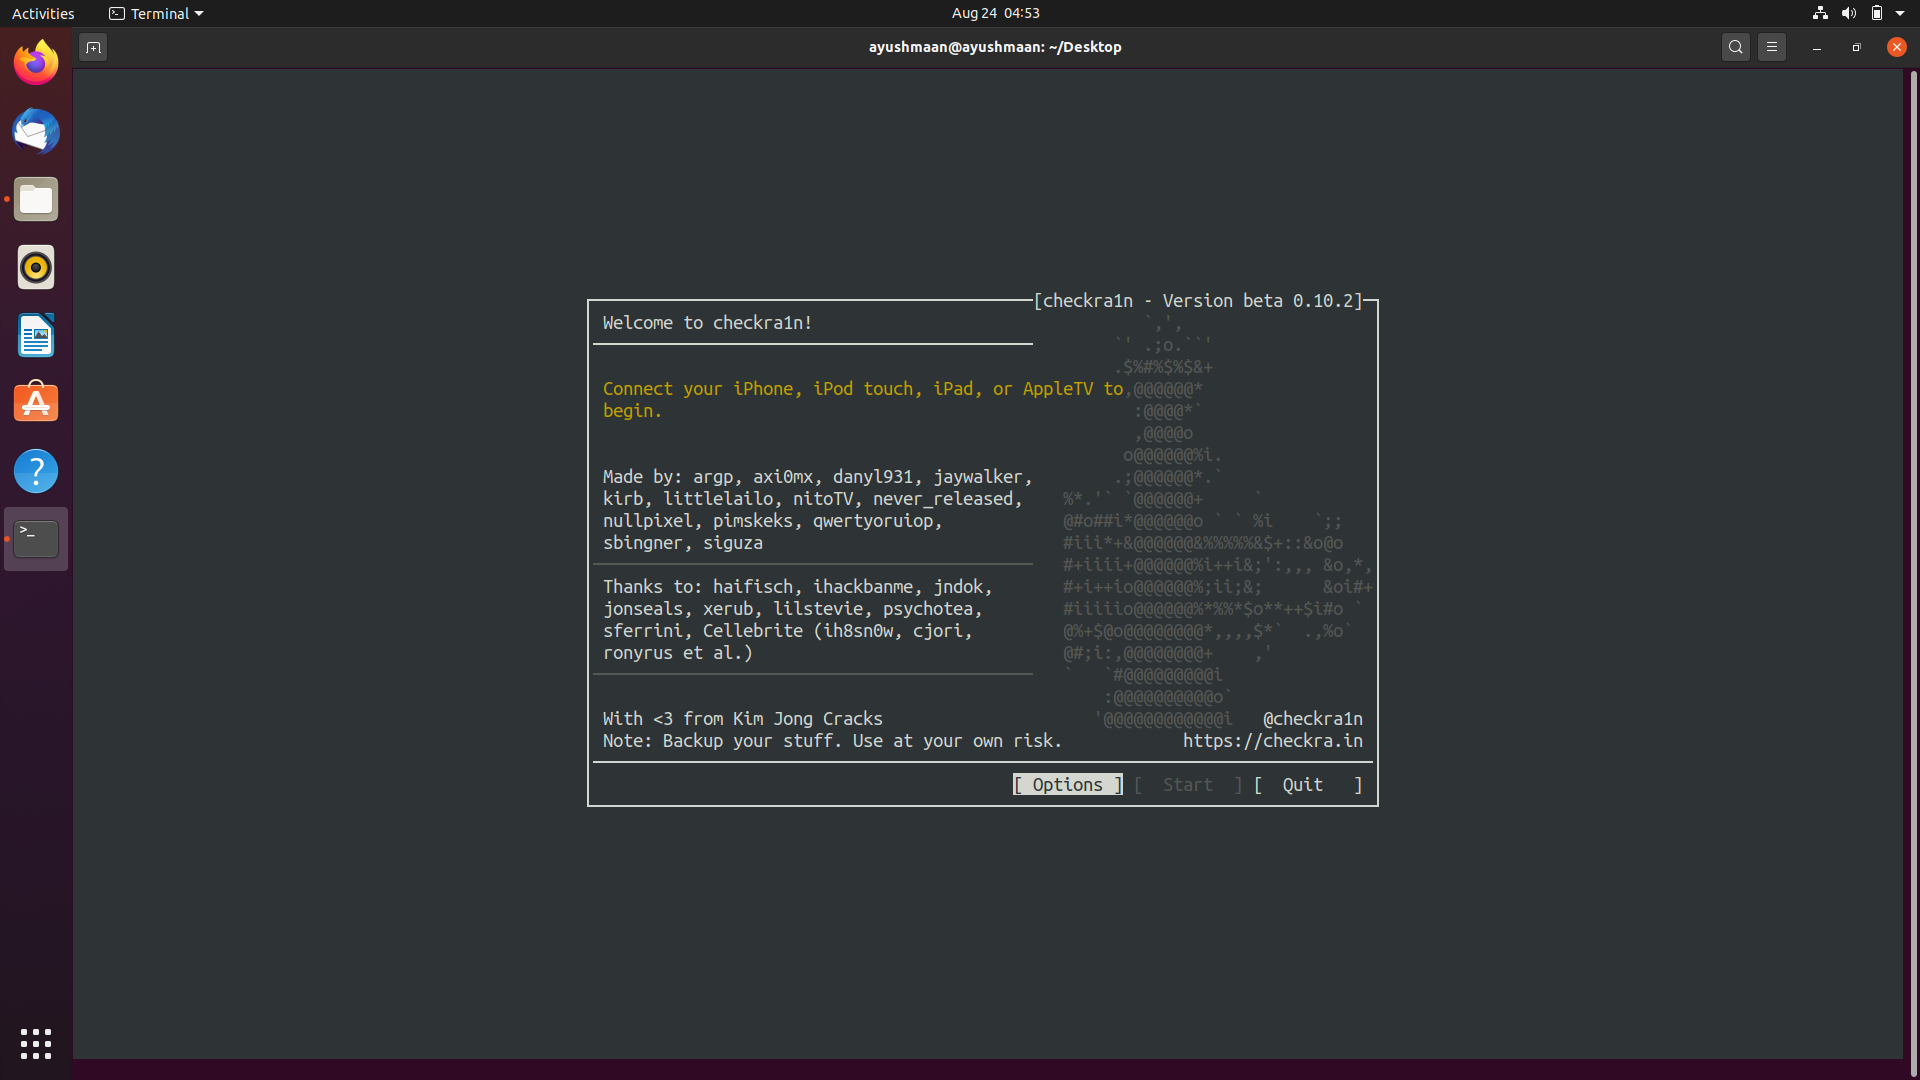 Activities
Terminal
Aug 24 04:53
ayushmaan@ayushmaan: ~/Desktop
[checkra1n - Version beta 0.10.2]
Welcome to checkra1n!
Connect your iPhone, iPod touch, iPad, or AppleTV to
begin.
Made by: argp, axi0mx, danyl931, jaywalker,
kirb, littlelailo, nitoTV, never_released,
nullpixel, pimskeks, qwertyoruiop,
sbingner, siguza
Thanks to: haifisch, ihackbanme, jndok,
jonseals, xerub, lilstevie, psychotea,
sferrini, Cellebrite (ih8sn0w, cjori,
ronyrus et al.)
With <3 from Kim Jong Cracks
@checkra1n
Note: Backup your stuff. Use at your own risk.
https://checkra.in
[ Options ] [ Start ] [ Quit ]